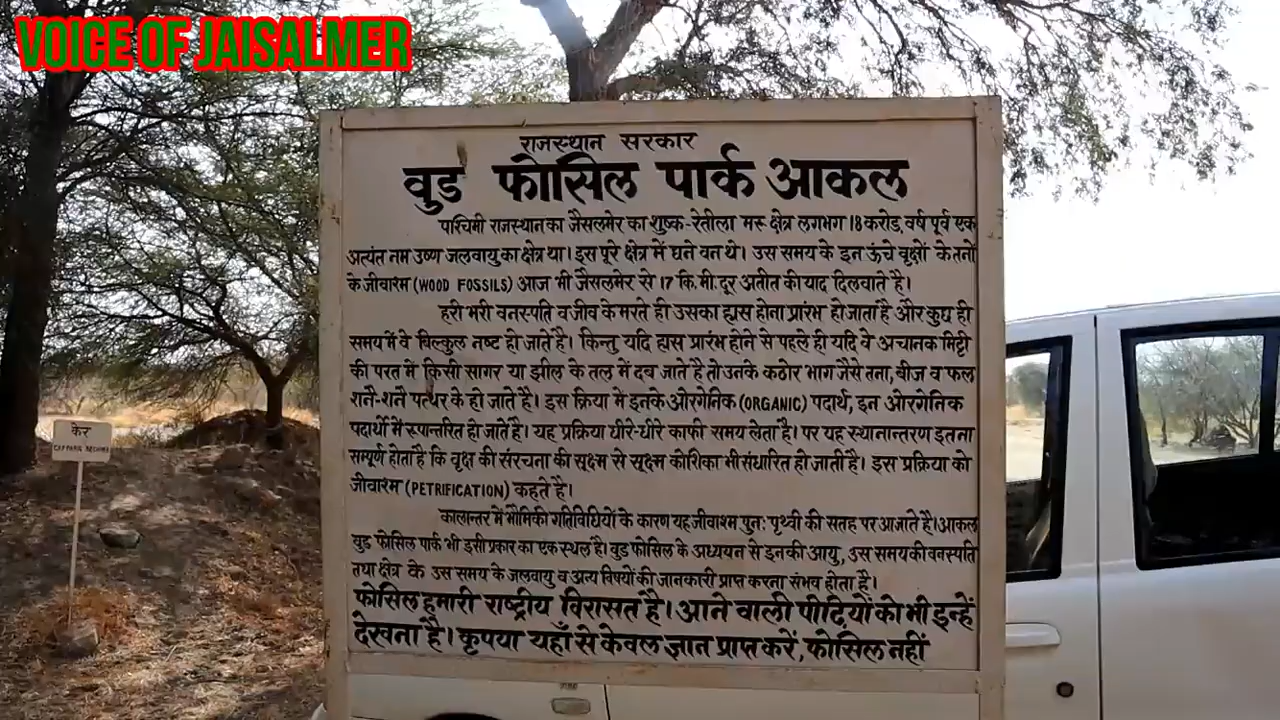 VOICE OF JAISALMER
राजस्थान सरकार
वुड फोसिल पार्क आकल
पश्चिमी राजस्थान का जैसलमेर का शुष्क-रेतीला मरू क्षेत्र लगभग 18 करोड़ वर्ष पूर्व एक
अत्यंत नम उष्ण जलवायु का क्षेत्र था। इस पूरे क्षेत्र में घने वन थे। उस समय के इन ऊंचे वृक्षों के तनों
के जीवाश्म (WOOD FOSSILS) आज भी जैसलमेर से 17 कि.मी. दूर अतीत की याद दिलवाते है।
हरी भरी वनस्पति व जीव के मरते ही उसका ह्यस होना प्रारंभ हो जाता है और कुछ ही
समय में वे बिल्कुल नष्ट हो जाते है। किन्तु यदि ह्यस प्रारंभ होने से पहले ही यदि वे अचानक मिट्टी
की परत में किसी सागर या झील के तल में दब जाते है तो उनके कठोर भाग जैसे तना, बीज व फल
शनै-शनै पत्थर के हो जाते है। इस क्रिया में इनके ओरगेनिक (ORGANIC) पदार्थ, इन ओरगेनिक
पदार्थो में रूपान्तरित हो जाते है। यह प्रक्रिया धीरे-धीरे काफी समय लेता है। पर यह स्थानान्तरण इतना
सम्पूर्ण होता है कि वृक्ष की संरचना की सूक्ष्म से सूक्ष्म कोशिका भी संधारित हो जाती है। इस प्रक्रिया को
जीवाश्म (PETRIFICATION) कहते है।
कालान्तर में भौमिकी गतिविधियों के कारण यह जीवाश्म पुनः पृथ्वी की सतह पर आ जाते है। आकल
वुड फोसिल पार्क भी इसी प्रकार का एक स्थल है। वुड फोसिल के अध्ययन से इनकी आयु, उस समय की वनस्पति
तथा क्षेत्र के उस समय के जलवायु व अन्य विषयों की जानकारी प्राप्त करना संभव होता है।
फोसिल हमारी राष्ट्रीय विरासत है। आने वाली पीढ़ियों को भी इन्हें
देखना है। कृपया यहाँ से केवल ज्ञान प्राप्त करें, फोसिल नहीं
केर